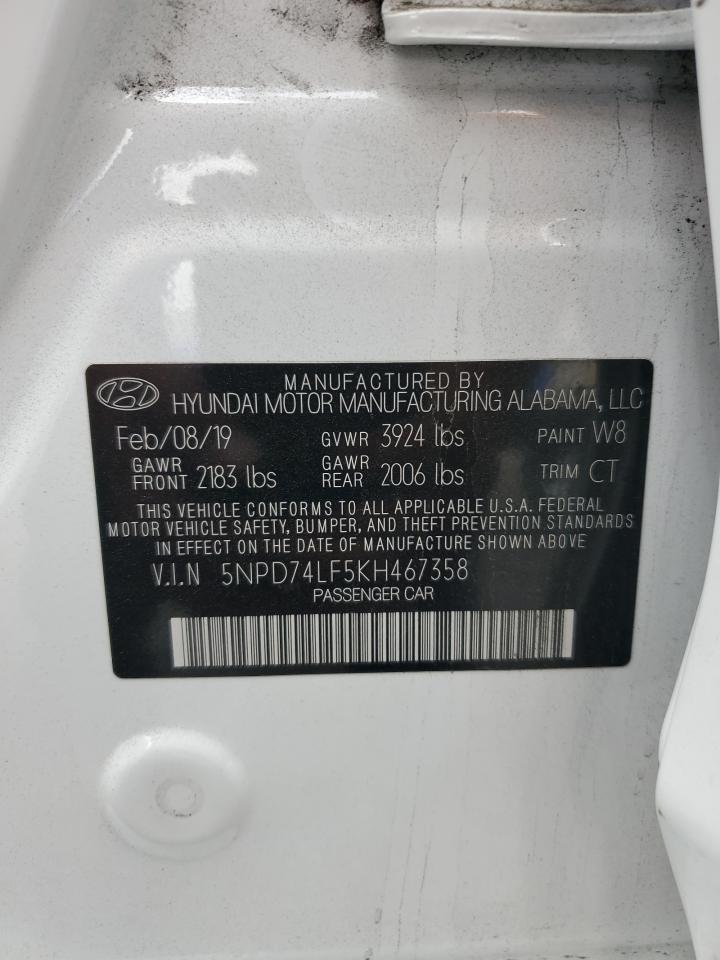 MANUFACTURED BY
HYUNDAI MOTOR MANUFACTURING ALABAMA, LLC
Feb/08/19 GVWR 3924 lbs PAINT W8
GAWR FRONT 2183 lbs GAWR REAR 2006 lbs TRIM CT
THIS VEHICLE CONFORMS TO ALL APPLICABLE U.S.A. FEDERAL
MOTOR VEHICLE SAFETY, BUMPER, AND THEFT PREVENTION STANDARDS
IN EFFECT ON THE DATE OF MANUFACTURE SHOWN ABOVE
V.I.N 5NPD74LF5KH467358
PASSENGER CAR